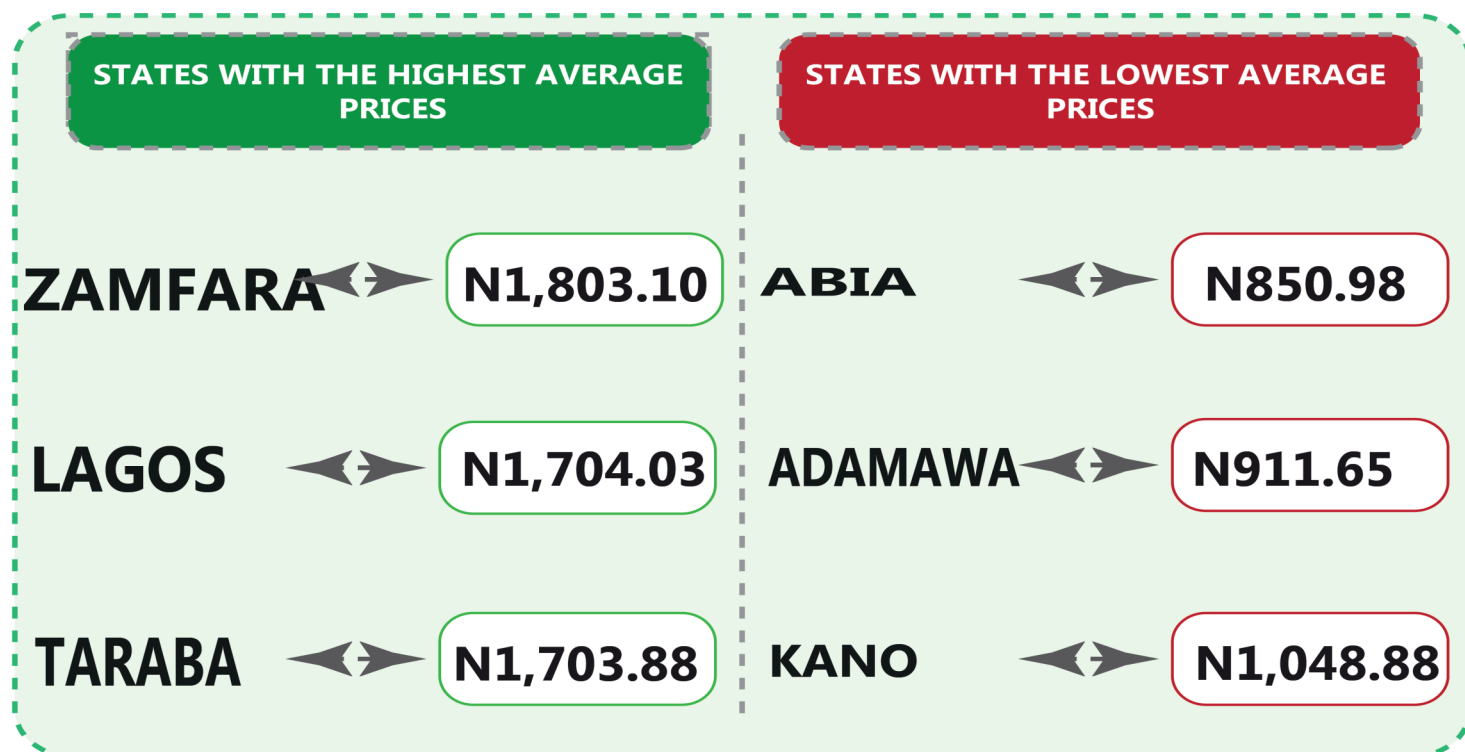 STATES WITH THE HIGHEST AVERAGE
PRICES
ZAMFARA N1,803.10
LAGOS N1,704.03
TARABA N1,703.88
STATES WITH THE LOWEST AVERAGE
PRICES
ABIA N850.98
ADAMAWA N911.65
KANO N1,048.88